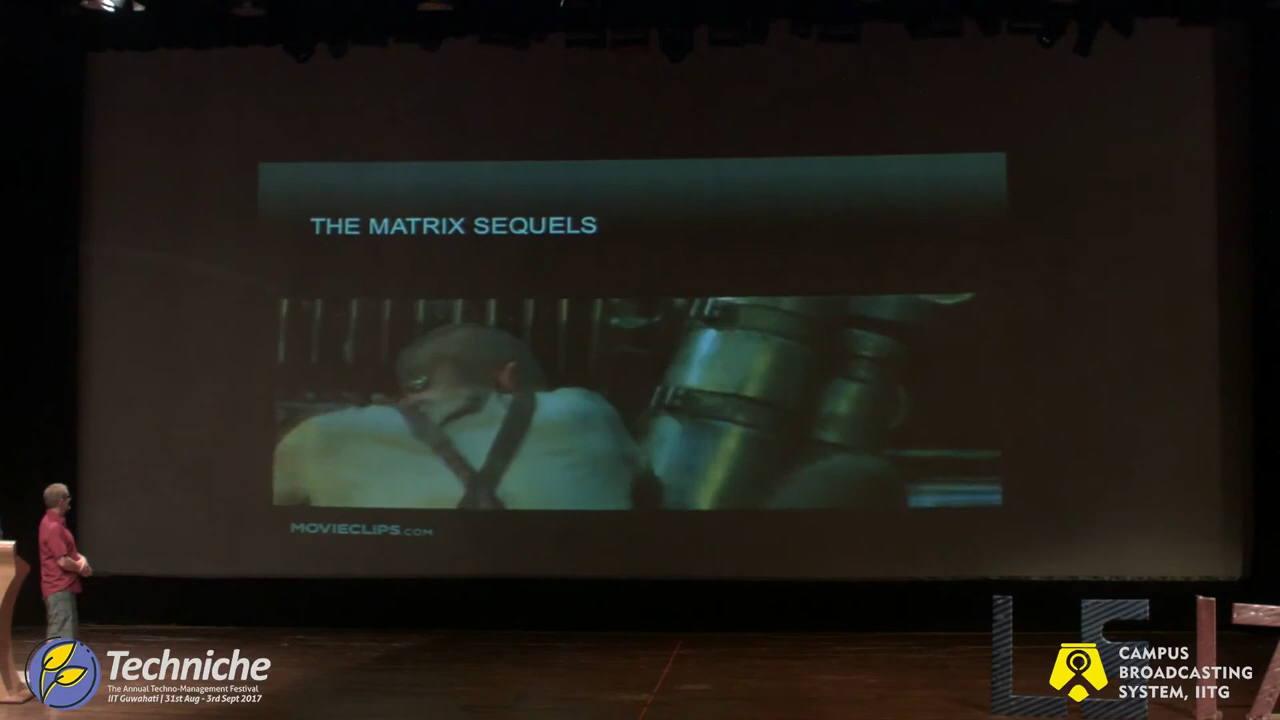 THE MATRIX SEQUELS
MOVIECLIPS.COM
Techniche
The Annual Techno-Management Festival
IIT Guwahati | 31st Aug - 3rd Sept 2017
CAMPUS
BROADCASTING
SYSTEM, IITG